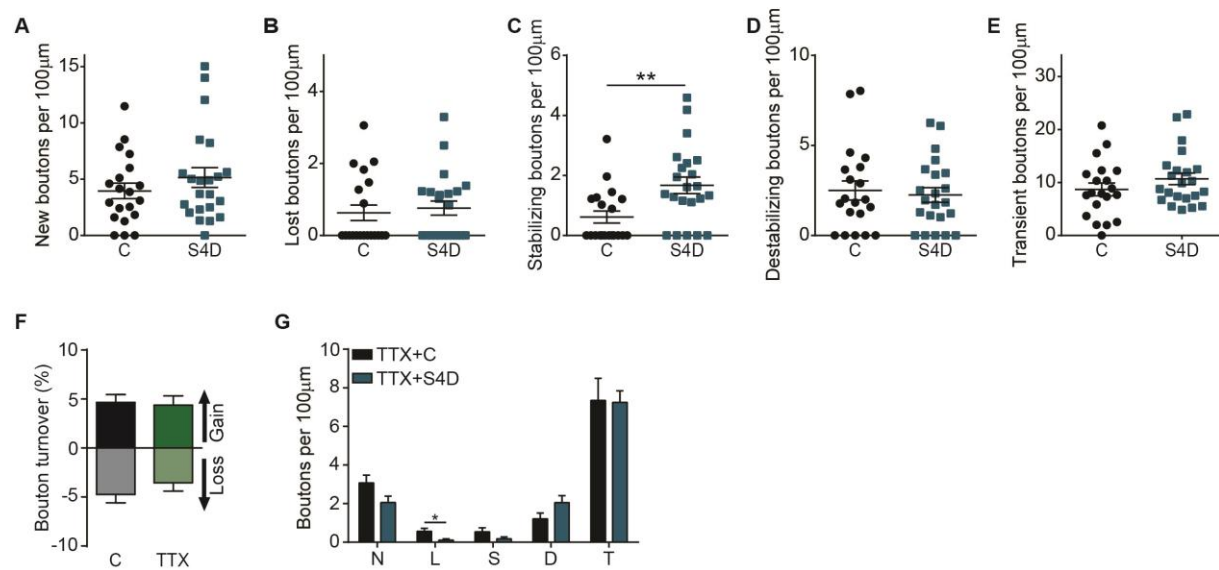 A
New boutons per 100μm
15
10
5
0
C
S4D
B
Lost boutons per 100μm
4
2
0
C
S4D
C
Stabilizing boutons per 100μm
6
4
2
0
**
C
S4D
D
Destabilizing boutons per 100μm
10
5
0
C
S4D
E
Transient boutons per 100μm
30
20
10
0
C
S4D
F
Bouton turnover (%)
10
5
0
-5
-10
Gain
Loss
C
TTX
G
Boutons per 100μm
10
8
6
4
2
0
TTX+C
TTX+S4D
*
N
L
S
D
T